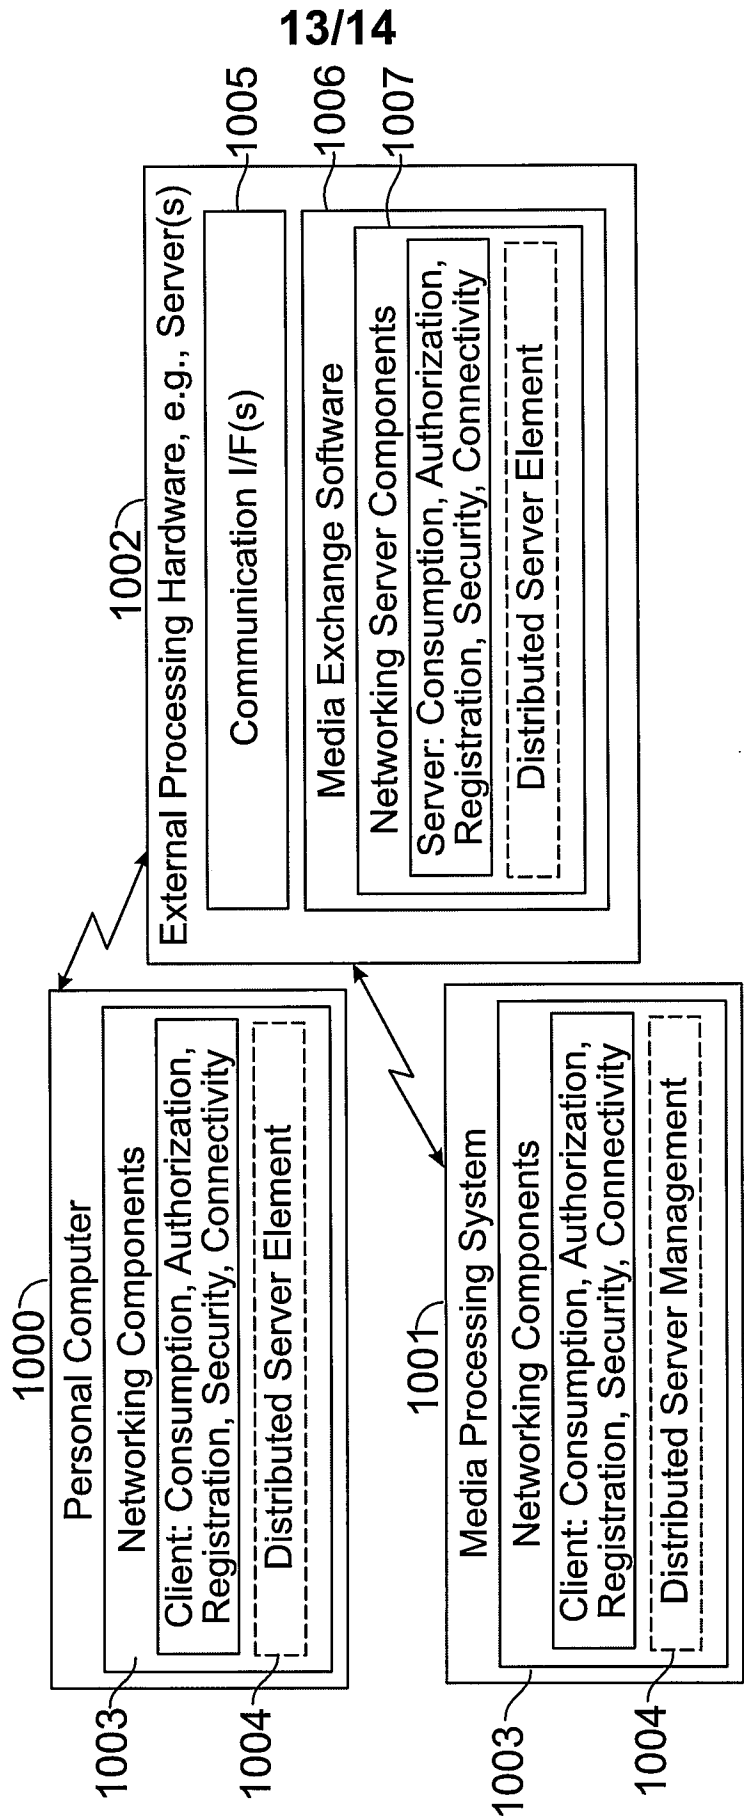 13/14
1000
Personal Computer
Networking Components
Client: Consumption, Authorization,
Registration, Security, Connectivity
Distributed Server Element
1003
1004
1001
Media Processing System
Networking Components
Client: Consumption, Authorization,
Registration, Security, Connectivity
Distributed Server Management
1003
1004
1002
External Processing Hardware, e.g., Server(s)
Communication I/F(s)
Media Exchange Software
Networking Server Components
Server: Consumption, Authorization,
Registration, Security, Connectivity
Distributed Server Element
1005
1006
1007